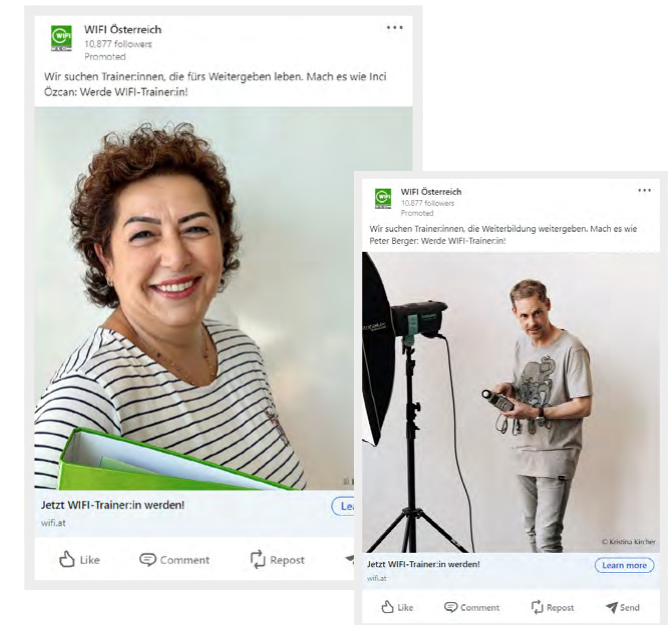 WIFI Österreich
10,877 followers
Promoted
Wir suchen Trainer:innen, die fürs Weitergeben leben. Mach es wie Inci
Özcan: Werde WIFI-Trainer:in!
Jetzt WIFI-Trainer:in werden!
wifi.at
Like Comment Repost
WIFI Österreich
10,877 followers
Promoted
Wir suchen Trainer:innen, die Weiterbildung weitergeben. Mach es wie
Peter Berger: Werde WIFI-Trainer:in!
© Kristina Kircher
Jetzt WIFI-Trainer:in werden!
Learn more
wifi.at
Like Comment Repost Send